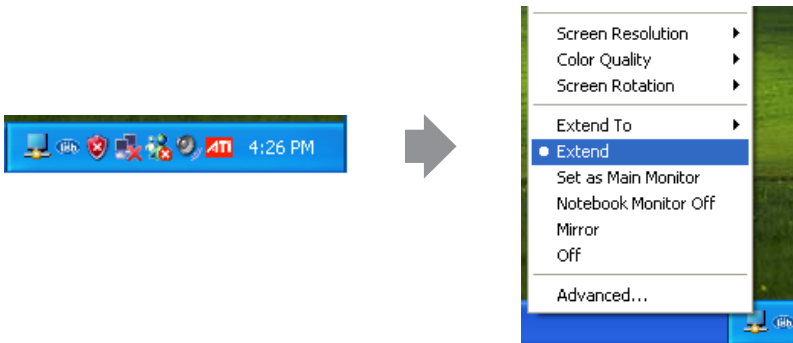 ATI 4:26 PM
Screen Resolution
Color Quality
Screen Rotation
Extend To
Extend
Set as Main Monitor
Notebook Monitor Off
Mirror
Off
Advanced...